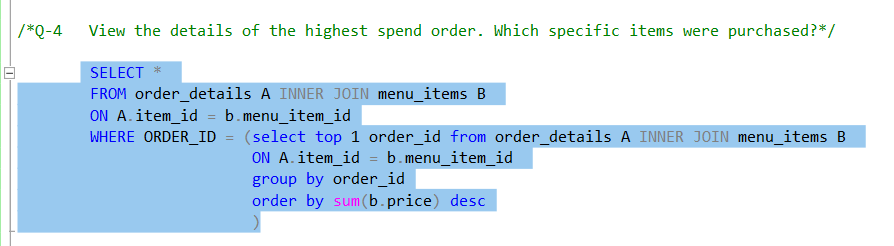 /*Q-4   View the details of the highest spend order. Which specific items were purchased?*/
SELECT *
FROM order_details A INNER JOIN menu_items B
ON A.item_id = b.menu_item_id
WHERE ORDER_ID = (select top 1 order_id from order_details A INNER JOIN menu_items B
ON A.item_id = b.menu_item_id
group by order_id
order by sum(b.price) desc
)